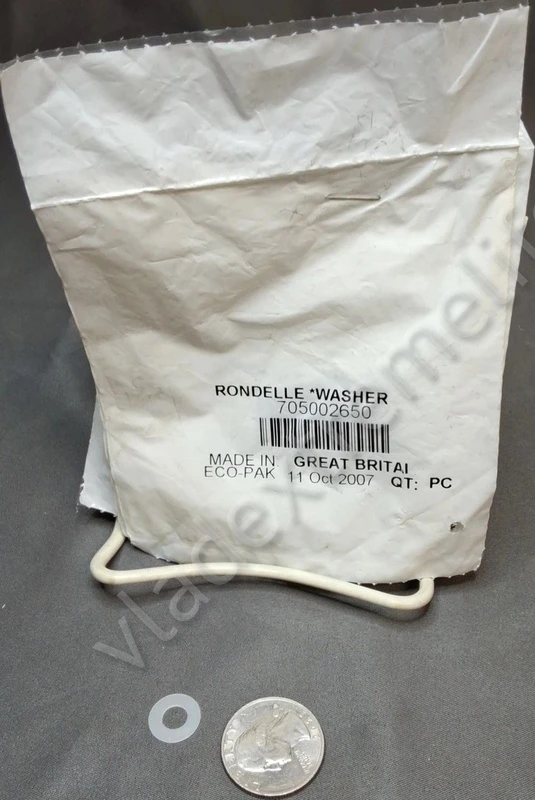 RONDELLE *WASHER
705002650
MADE IN: GREAT BRITAI
ECO-PAK 11 Oct 2007 QT: PC